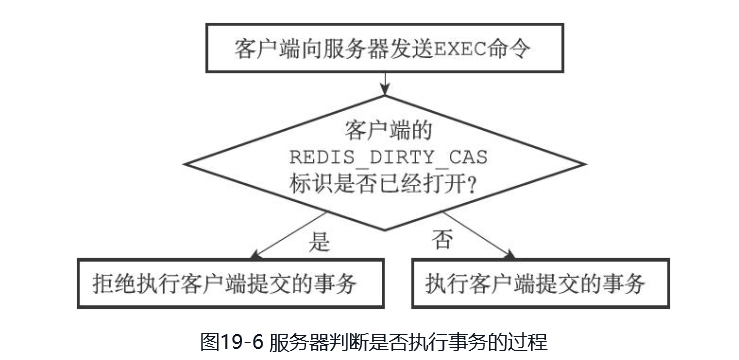 客户端向服务器发送EXEC命令
客户端的
REDIS_DIRTY_CAS
标识是否已经打开?
是
否
拒绝执行客户端提交的事务
执行客户端提交的事务
图19-6 服务器判断是否执行事务的过程